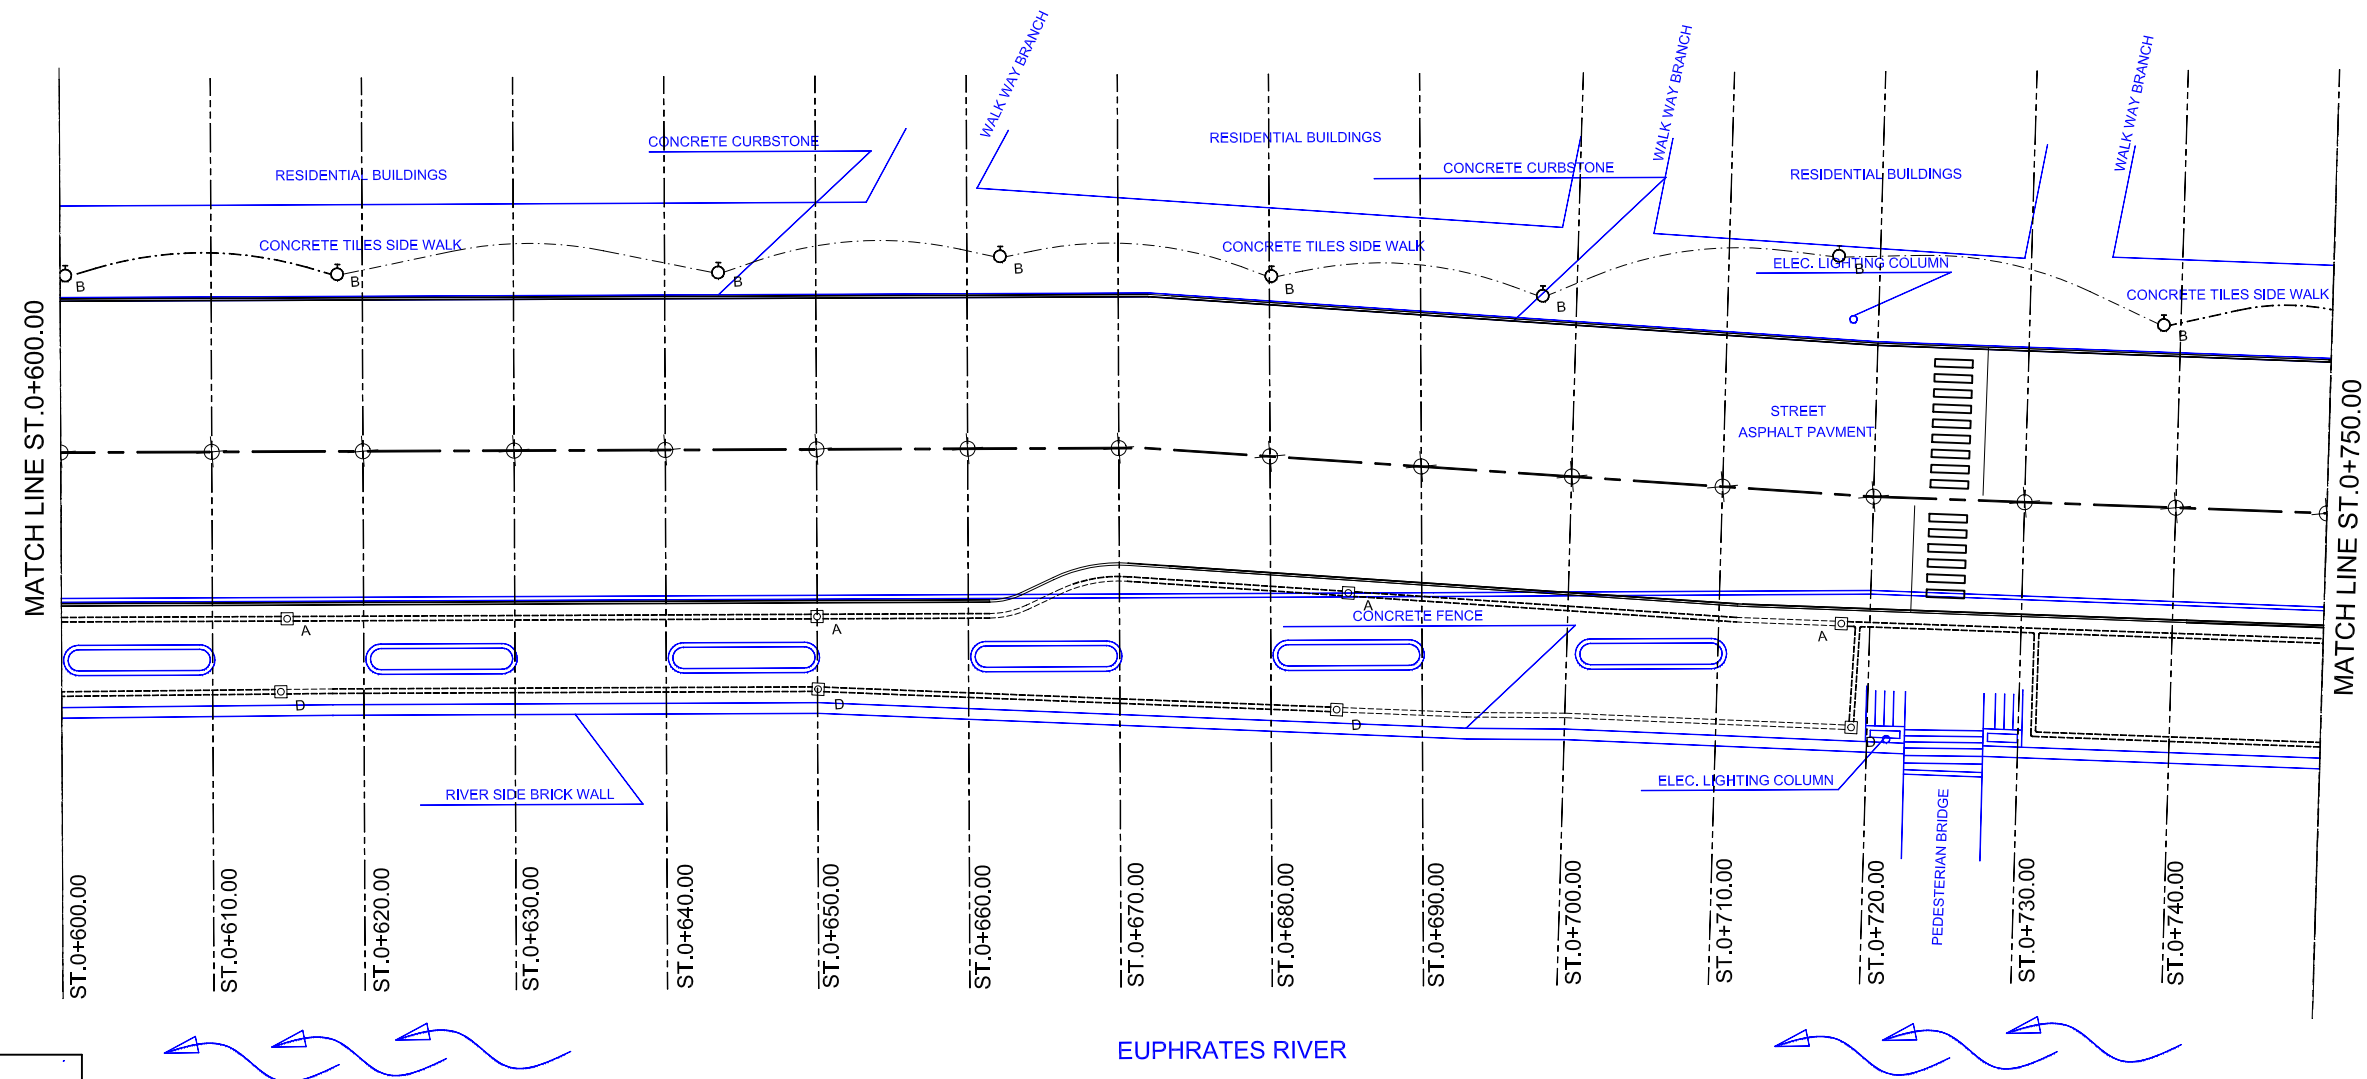 WALK WAY BRANCH
WALK WAY BRANCH
WALK WAY BRANCH
CONCRETE CURBSTONE
RESIDENTIAL BUILDINGS
CONCRETE CURBSTONE
RESIDENTIAL BUILDINGS
RESIDENTIAL BUILDINGS
CONCRETE TILES SIDE WALK
CONCRETE TILES SIDE WALK
ELEC. LIGHTING COLUMN
CONCRETE TILES SIDE WALK
B
B
B
B
B
B
B
B
MATCH LINE ST.0+600.00
STREET
ASPHALT PAVMENT
MATCH LINE ST.0+750.00
A
A
A
A
CONCRETE FENCE
D
D
D
D
RIVER SIDE BRICK WALL
ELEC. LIGHTING COLUMN
PEDESTERIAN BRIDGE
ST.0+600.00
ST.0+610.00
ST.0+620.00
ST.0+630.00
ST.0+640.00
ST.0+650.00
ST.0+660.00
ST.0+670.00
ST.0+680.00
ST.0+690.00
ST.0+700.00
ST.0+710.00
ST.0+720.00
ST.0+730.00
ST.0+740.00
EUPHRATES RIVER